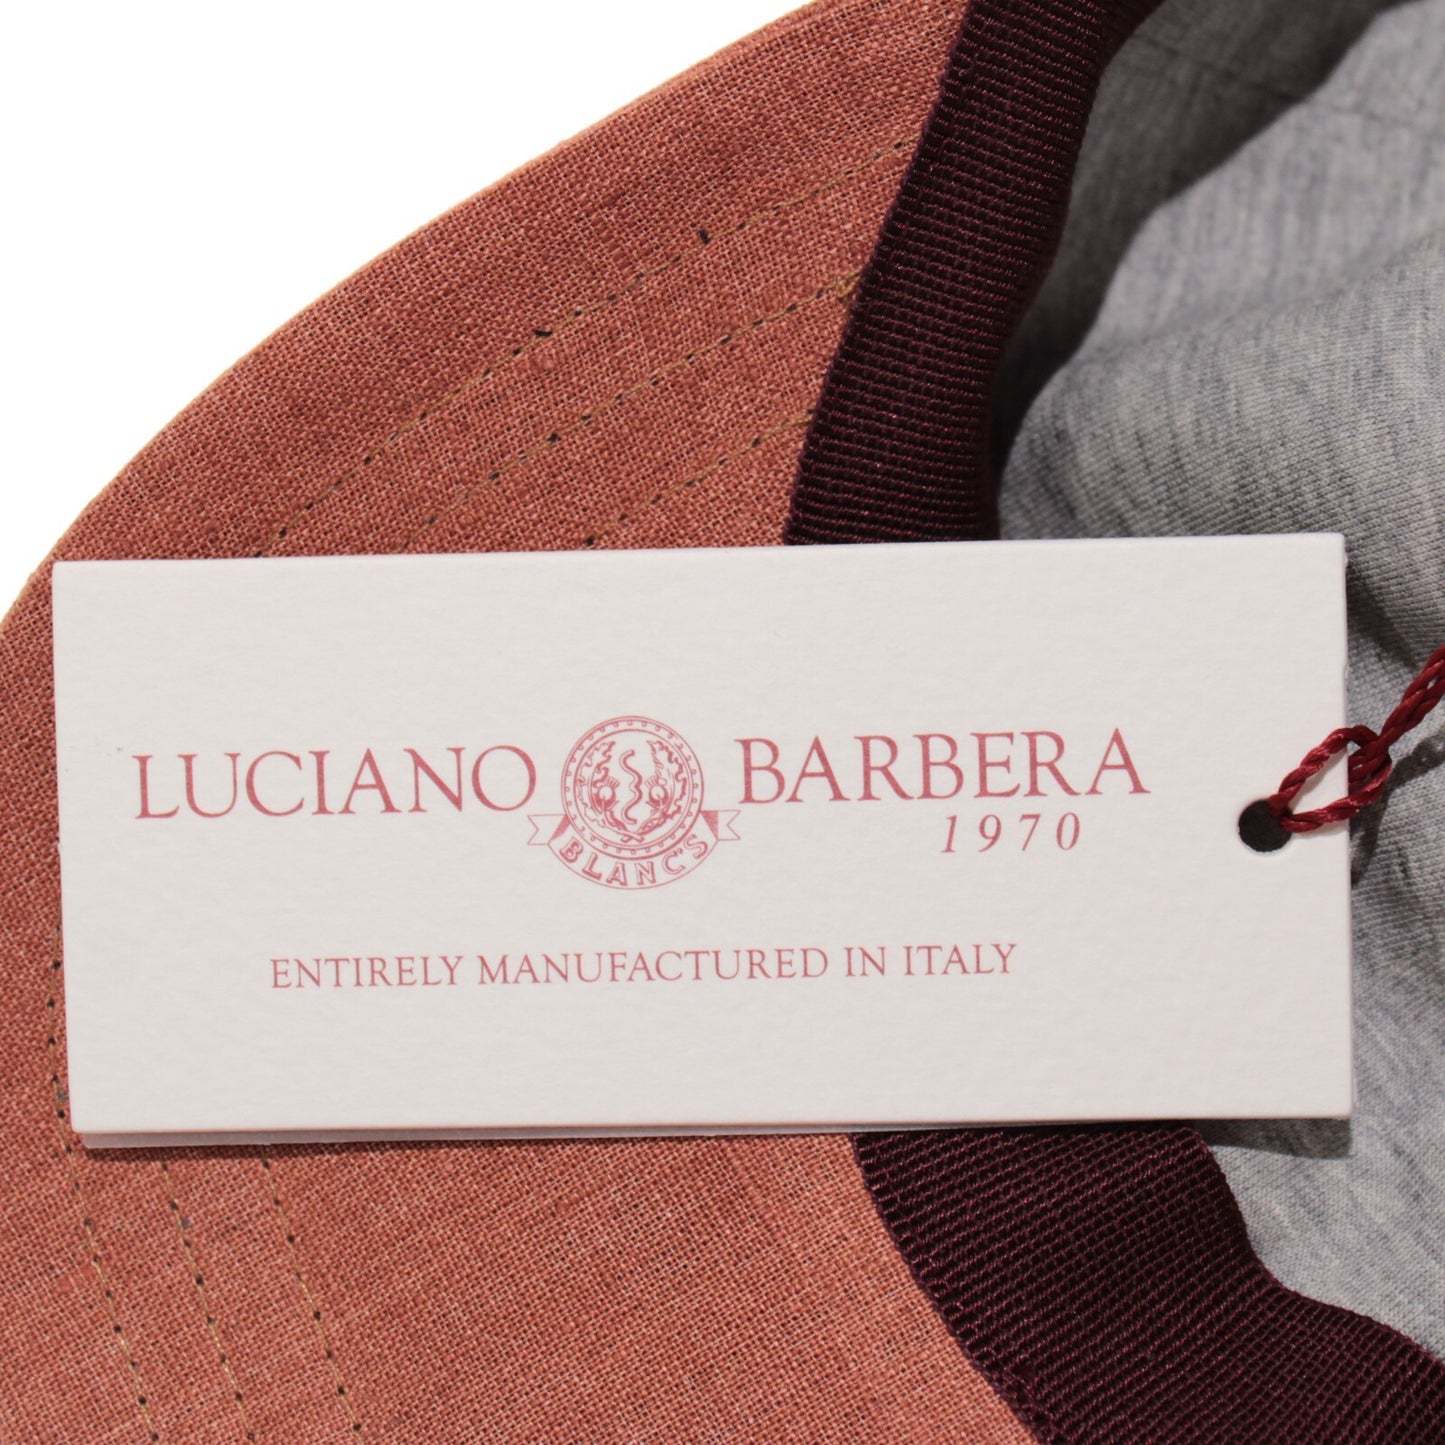 LUCIANO BARBERA
1970
BLANC'S
ENTIRELY MANUFACTURED IN ITALY